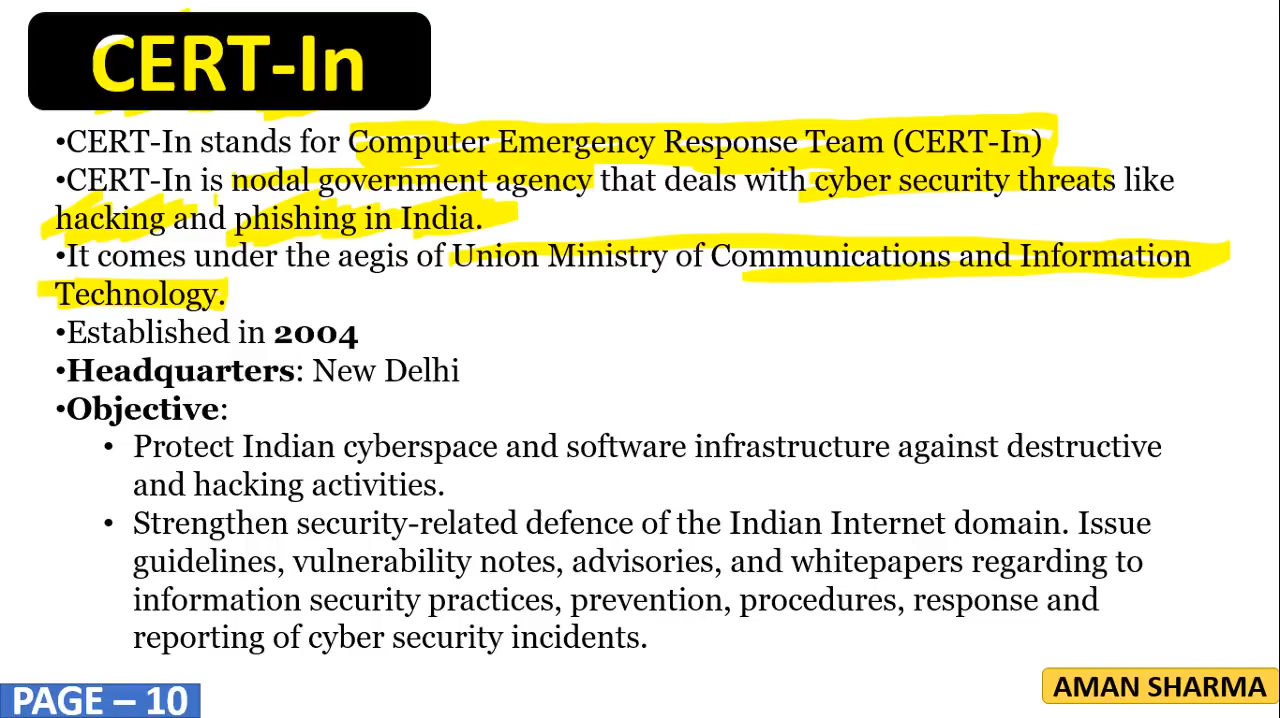 CERT-In
•CERT-In stands for Computer Emergency Response Team (CERT-In)
•CERT-In is nodal government agency that deals with cyber security threats like
hacking and phishing in India.
•It comes under the aegis of Union Ministry of Communications and Information
Technology.
•Established in 2004
•Headquarters: New Delhi
•Objective:
• Protect Indian cyberspace and software infrastructure against destructive
and hacking activities.
• Strengthen security-related defence of the Indian Internet domain. Issue
guidelines, vulnerability notes, advisories, and whitepapers regarding to
information security practices, prevention, procedures, response and
reporting of cyber security incidents.
PAGE – 10
AMAN SHARMA